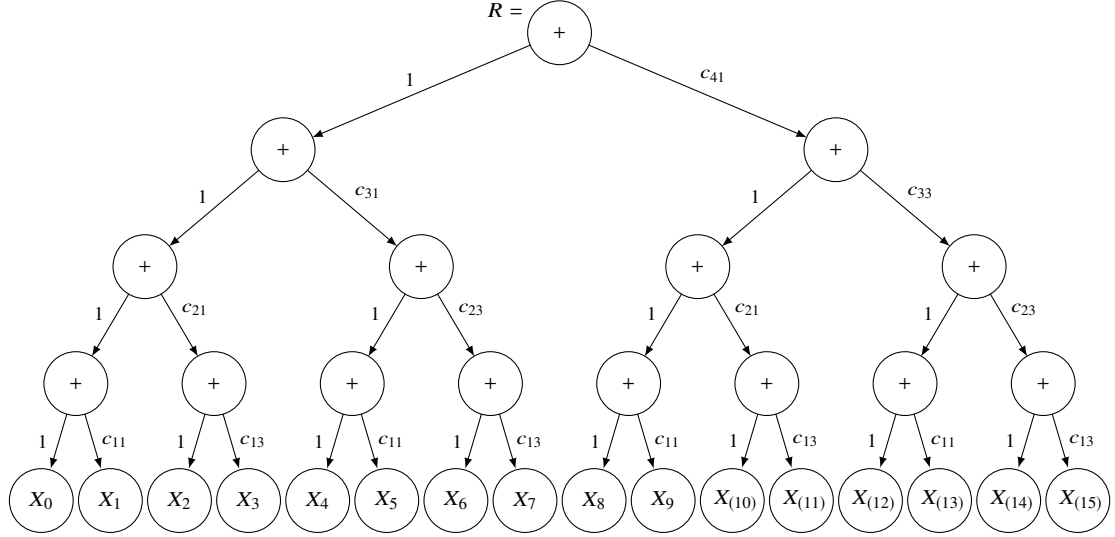 R = +
1 c₄₁
+ +
1 c₃₁ 1 c₃₃
+ + + +
1 c₂₁ 1 c₂₃ 1 c₂₁ 1 c₂₃
+ + + + + + + +
1 c₁₁ 1 c₁₃ 1 c₁₁ 1 c₁₃ 1 c₁₁ 1 c₁₃ 1 c₁₁ 1 c₁₃
X₀ X₁ X₂ X₃ X₄ X₅ X₆ X₇ X₈ X₉ X₍₁₀₎ X₍₁₁₎ X₍₁₂₎ X₍₁₃₎ X₍₁₄₎ X₍₁₅₎